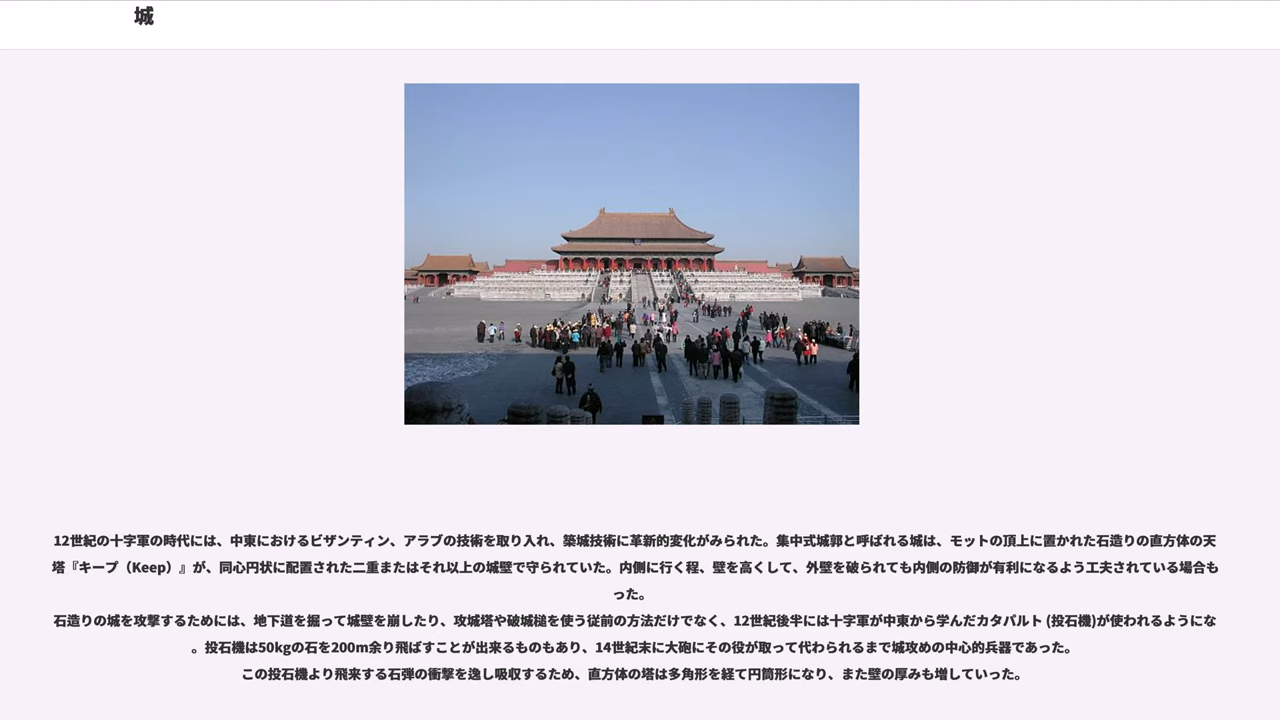 城
12世紀の十字軍の時代には、中東におけるビザンティン、アラブの技術を取り入れ、築城技術に革新的変化がみられた。集中式城郭と呼ばれる城は、モットの頂上に置かれた石造りの直方体の天
塔『キープ（Keep）』が、同心円状に配置された二重またはそれ以上の城壁で守られていた。内側に行く程、壁を高くして、外壁を破られても内側の防御が有利になるよう工夫されている場合も
った。
石造りの城を攻撃するためには、地下道を掘って城壁を崩したり、攻城塔や破城槌を使う従前の方法だけでなく、12世紀後半には十字軍が中東から学んだカタパルト (投石機)が使われるようにな
。投石機は50kgの石を200m余り飛ばすことが出来るものもあり、14世紀末に大砲にその役が取って代わられるまで城攻めの中心的兵器であった。
この投石機より飛来する石弾の衝撃を逸し吸収するため、直方体の塔は多角形を経て円筒形になり、また壁の厚みも増していった。